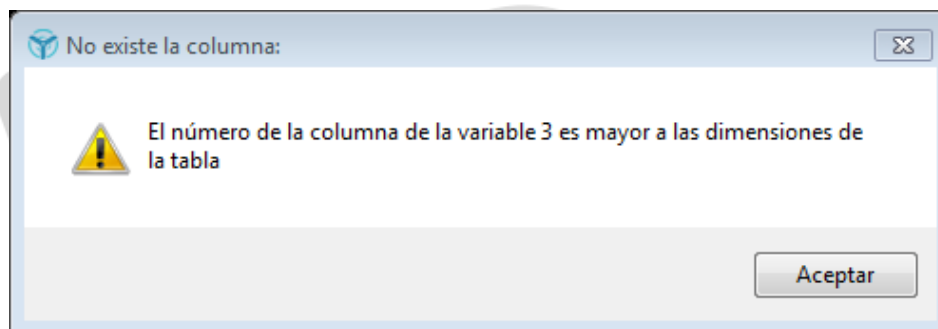 No existe la columna:
El número de la columna de la variable 3 es mayor a las dimensiones de
la tabla
Aceptar